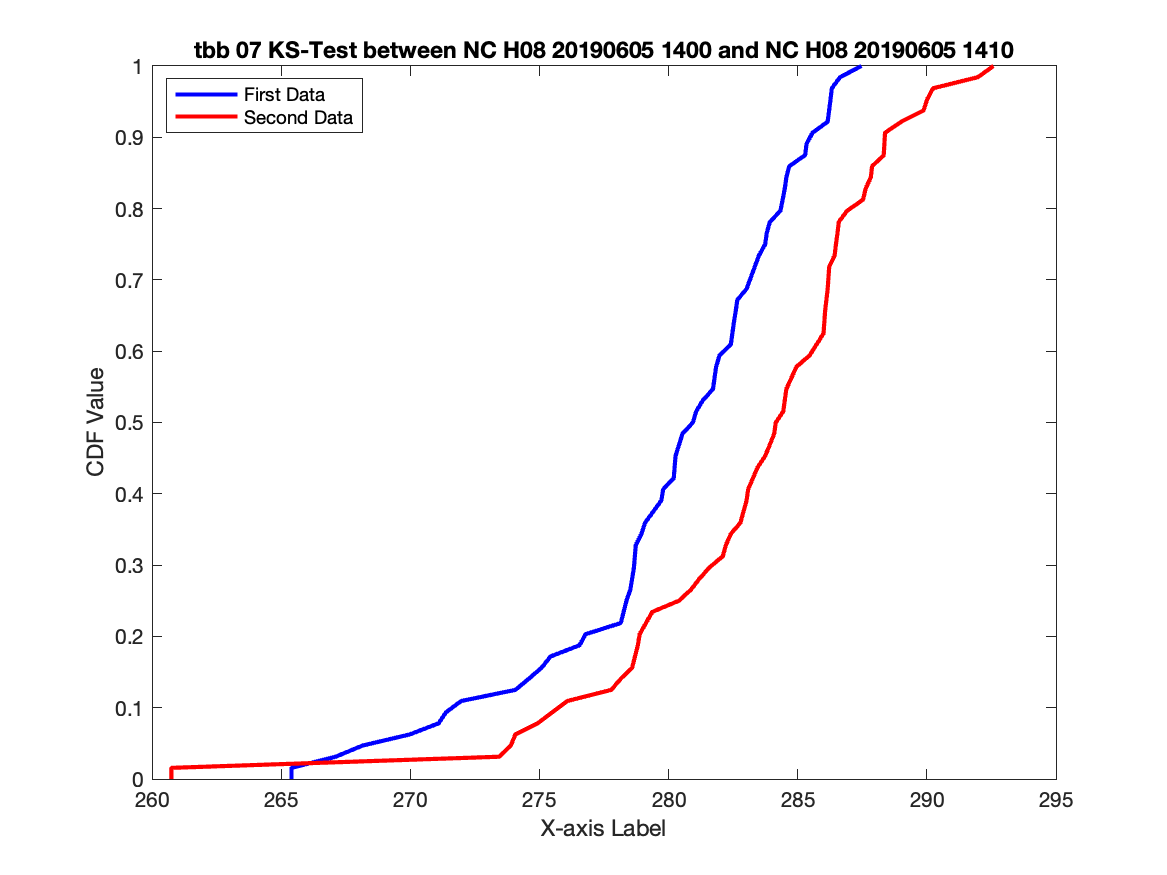 tbb 07 KS-Test between NC H08 20190605 1400 and NC H08 20190605 1410
First Data
Second Data
1
0.9
0.8
0.7
0.6
0.5
0.4
0.3
0.2
0.1
0
CDF Value
260 265 270 275 280 285 290 295
X-axis Label